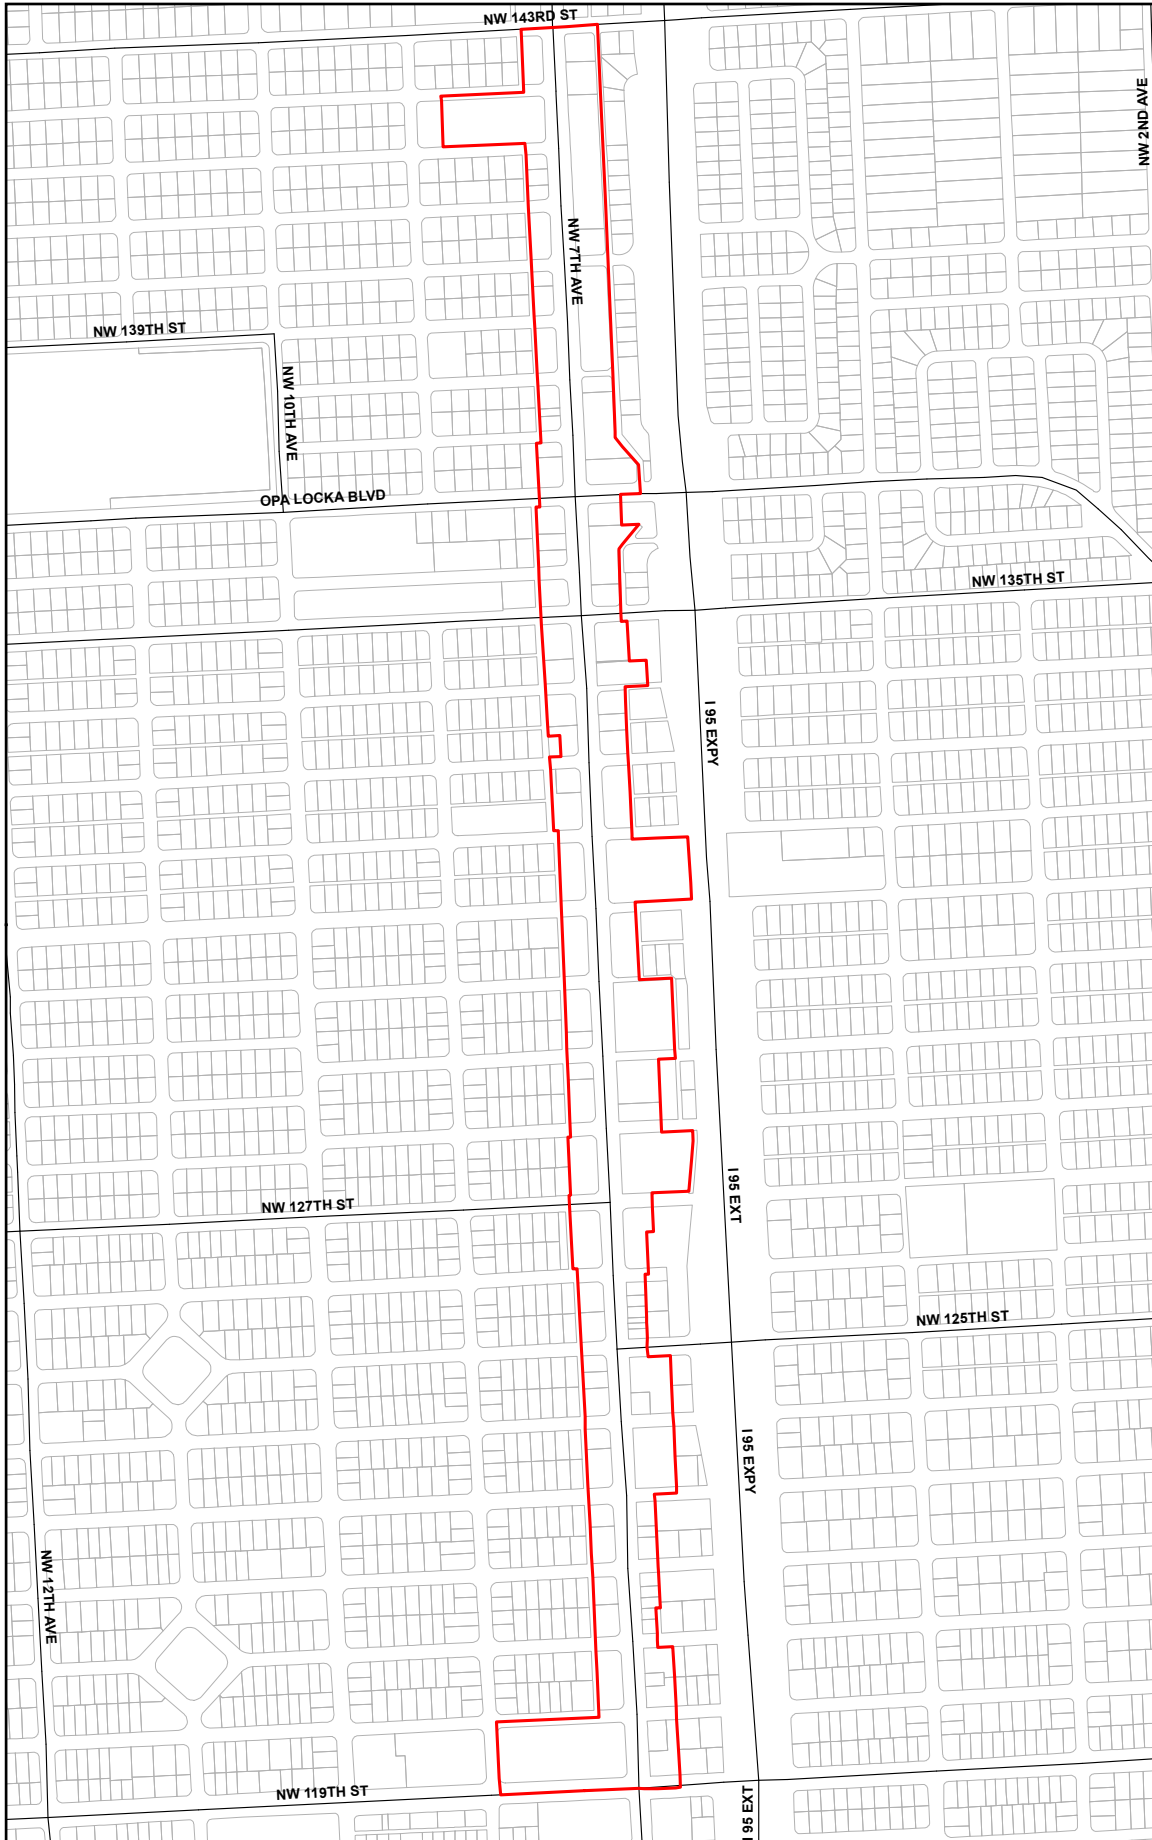 NW 143RD ST
NW 2ND AVE
NW 7TH AVE
NW 139TH ST
NW 10TH AVE
OPA LOCKA BLVD
NW 135TH ST
I 95 EXPY
I 95 EXT
NW 127TH ST
NW 125TH ST
I 95 EXPY
NW 12TH AVE
NW 119TH ST
I 95 EXT